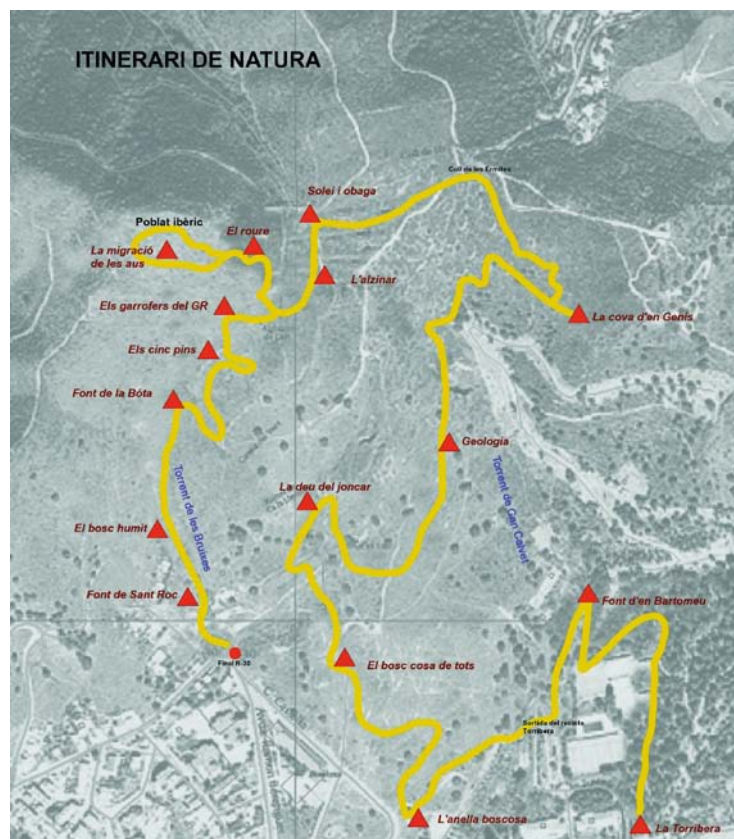 ITINERARI DE NATURA
Coll de les Ermites
Solei i obaga
Poblat ibèric
El roure
La migració
de les aus
L'alzinar
Els garrofers del GR
La cova d'en Genís
Els cinc pins
Font de la Bóta
Geologia
La deu del joncar
Torrent de les Bruixes
Torrent de Can Calvet
El bosc humit
Font de Sant Roc
Font d'en Bartomeu
Final R-30
El bosc cosa de tots
Sortida del recinte
Torribera
L'anella boscosa
La Torribera